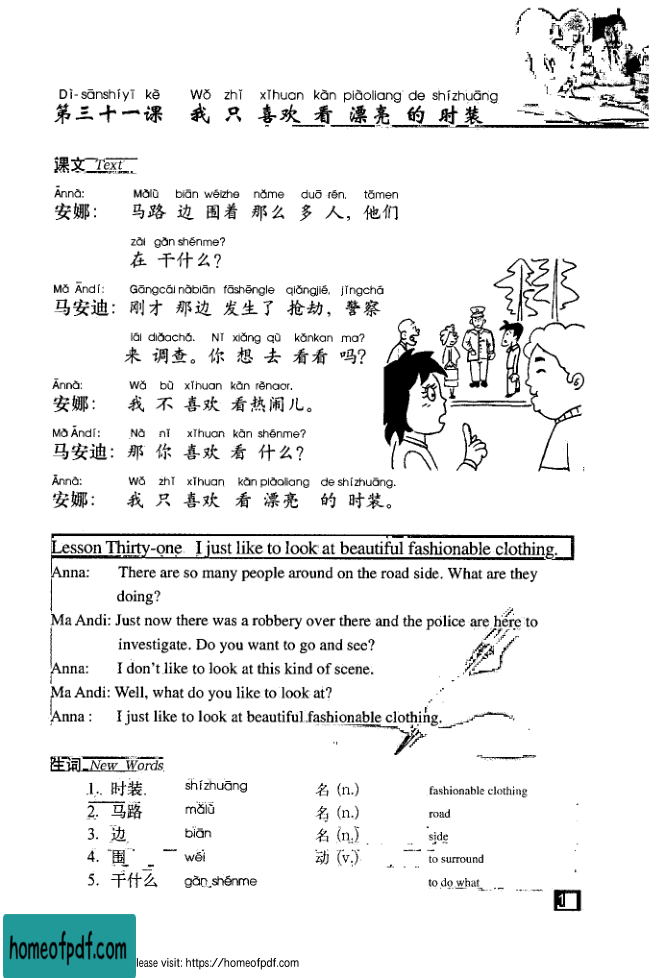 Dì-sānshíyī kè Wǒ zhǐ xǐhuan kàn piàoliang de shízhuāng
第三十一课 我只喜欢看漂亮的时装
课文 Text
Ānnà: Mǎlù biān wéizhe nàme duō rén, tāmen
安娜: 马路边围着那么多人，他们
zài gàn shénme?
在干什么?
Mǎ Āndí: Gāngcái nàbiān fāshēngle qiǎngjié, jǐngchá
马安迪: 刚才那边发生了抢劫，警察
lái diàochá. Nǐ xiǎng qù kànkan ma?
来调查。你想去看看吗?
Ānnà: Wǒ bù xǐhuan kàn rènaor.
安娜: 我不喜欢看热闹儿。
Mǎ Āndí: Nà nǐ xǐhuan kàn shénme?
马安迪: 那你喜欢看什么?
Ānnà: Wǒ zhǐ xǐhuan kàn piàoliang de shízhuāng.
安娜: 我只喜欢看漂亮的时装。
Lesson Thirty-one I just like to look at beautiful fashionable clothing.
Anna: There are so many people around on the road side. What are they
doing?
Ma Andi: Just now there was a robbery over there and the police are here to
investigate. Do you want to go and see?
Anna: I don't like to look at this kind of scene.
Ma Andi: Well, what do you like to look at?
Anna : I just like to look at beautiful fashionable clothing.
生词 New Words
1. 时装 shízhuāng 名 (n.) fashionable clothing
2. 马路 mǎlù 名 (n.) road
3. 边 biān 名 (n.) side
4. 围 wéi 动 (v.) to surround
5. 干什么 gàn shénme to do what
1
homeofpdf.com
lease visit: https://homeofpdf.com